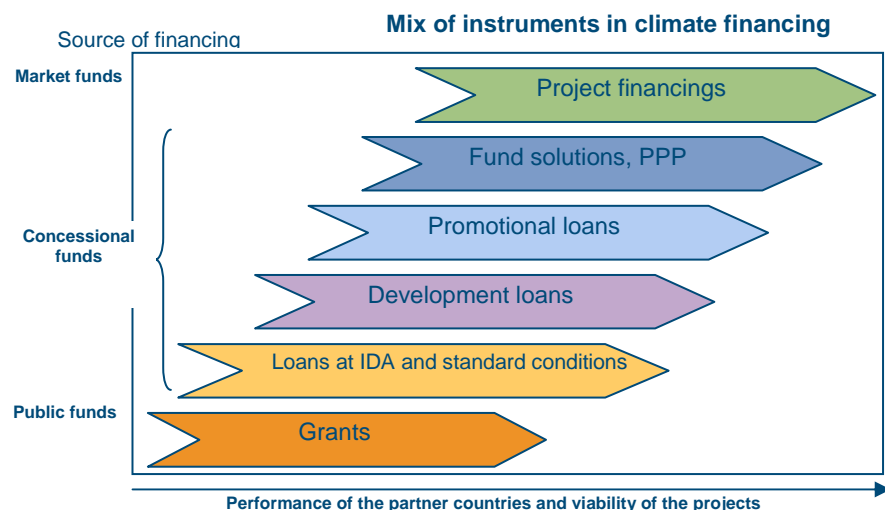 Mix of instruments in climate financing
Source of financing
Market funds
Project financings
Fund solutions, PPP
Promotional loans
Concessional
funds
Development loans
Loans at IDA and standard conditions
Public funds
Grants
Performance of the partner countries and viability of the projects